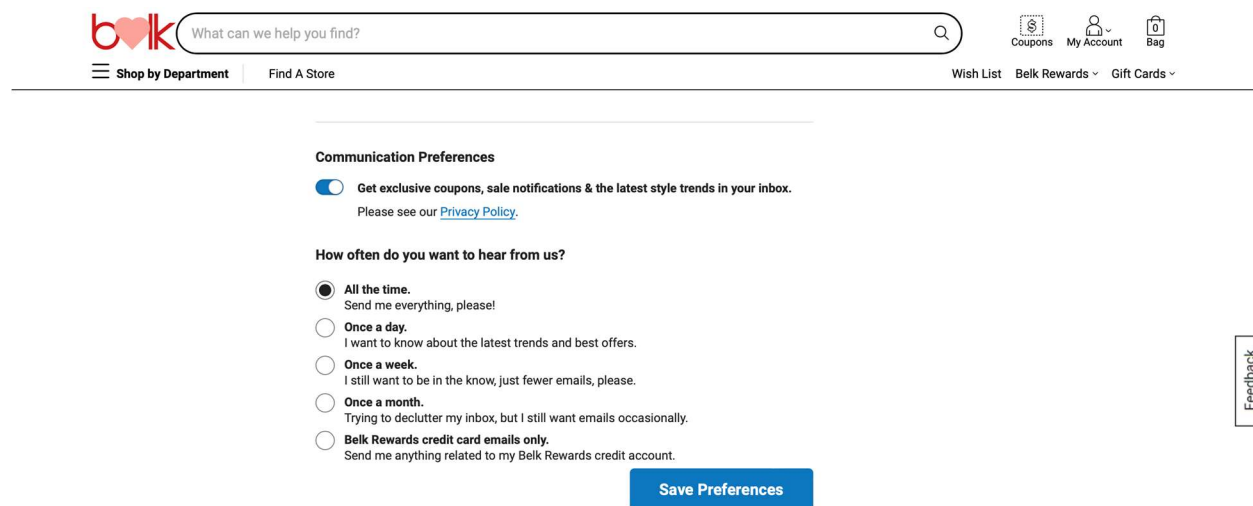 belk
What can we help you find?
Coupons
My Account
0
Bag
Shop by Department
Find A Store
Wish List
Belk Rewards
Gift Cards
Communication Preferences
Get exclusive coupons, sale notifications & the latest style trends in your inbox.
Please see our Privacy Policy.
How often do you want to hear from us?
All the time.
Send me everything, please!
Once a day.
I want to know about the latest trends and best offers.
Once a week.
I still want to be in the know, just fewer emails, please.
Once a month.
Trying to declutter my inbox, but I still want emails occasionally.
Belk Rewards credit card emails only.
Send me anything related to my Belk Rewards credit account.
Save Preferences
Feedback